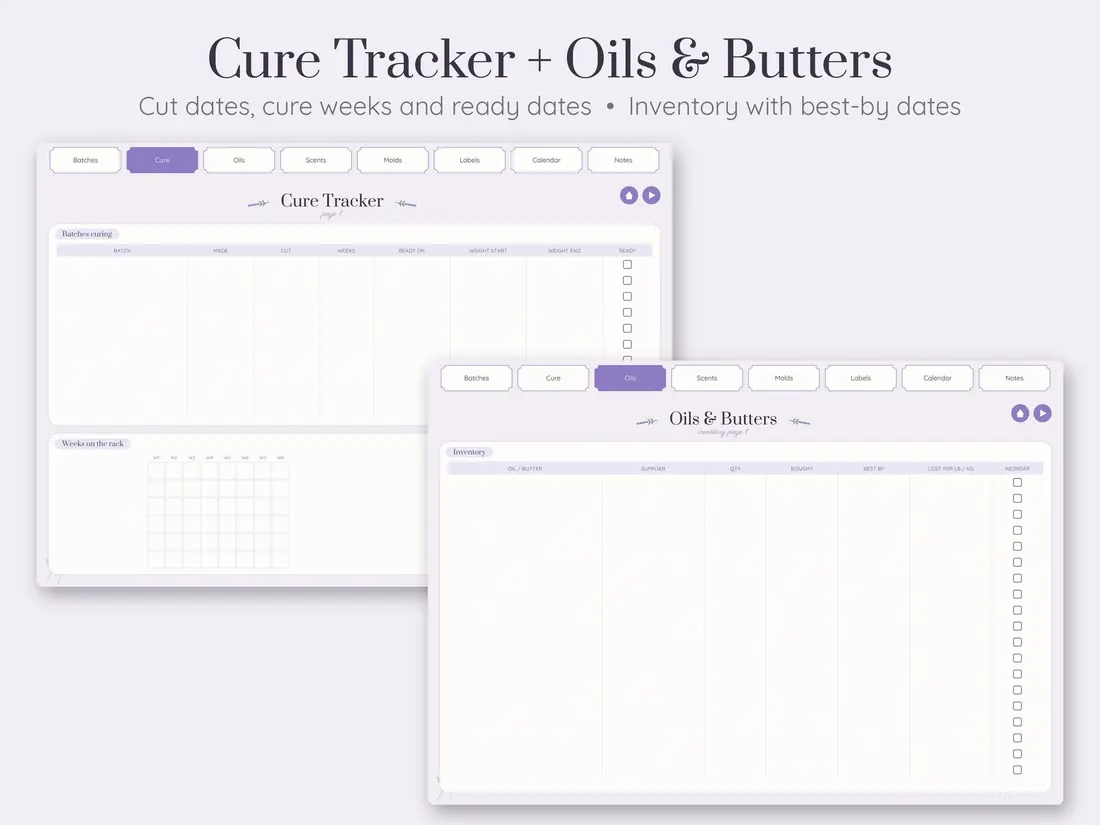 Cure Tracker + Oils & Butters
Cut dates, cure weeks and ready dates • Inventory with best-by dates
Batches Cure Oils Scents Molds Labels Calendar Notes
Cure Tracker
page 1
Batches curing
BATCH MADE CUT WEEKS READY ON WEIGHT START WEIGHT END READY
Weeks on the rack
W1 W2 W3 W4 W5 W6 W7 W8
Batches Cure Oils Scents Molds Labels Calendar Notes
Oils & Butters
inventory page 1
Inventory
OIL / BUTTER SUPPLIER QTY BOUGHT BEST BY COST PER LB / KG REORDER